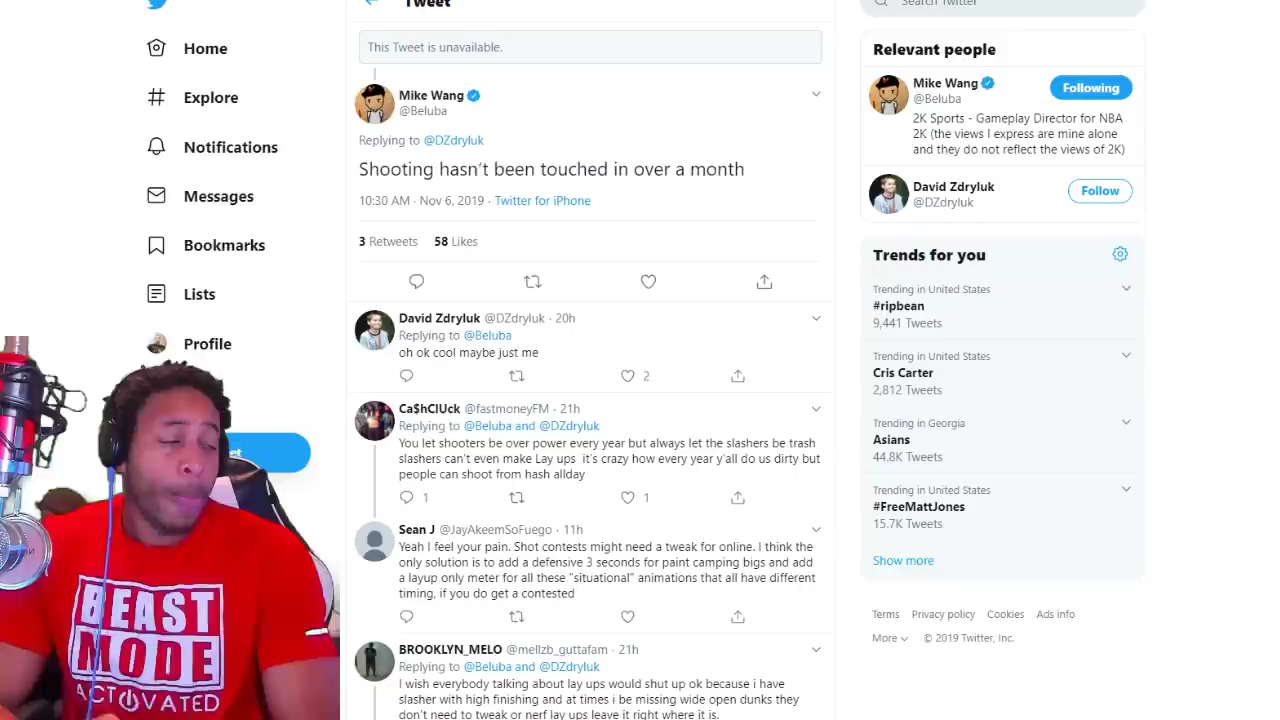 Tweet
Search Twitter
Home
Explore
Notifications
Messages
Bookmarks
Lists
Profile
This Tweet is unavailable.
Mike Wang
@Beluba
Replying to @DZdryluk
Shooting hasn't been touched in over a month
10:30 AM · Nov 6, 2019 · Twitter for iPhone
3 Retweets 58 Likes
David Zdryluk @DZdryluk · 20h
Replying to @Beluba
oh ok cool maybe just me
2
Ca$hClUck @fastmoneyFM · 21h
Replying to @Beluba and @DZdryluk
You let shooters be over power every year but always let the slashers be trash
slashers can't even make Lay ups it's crazy how every year y'all do us dirty but
people can shoot from hash allday
1 1
Sean J @JayAkeemSoFuego · 11h
Yeah I feel your pain. Shot contests might need a tweak for online. I think the
only solution is to add a defensive 3 seconds for paint camping bigs and add
a layup only meter for all these "situational" animations that all have different
timing, if you do get a contested
BROOKLYN_MELO @mellzb_guttafam · 21h
Replying to @Beluba and @DZdryluk
I wish everybody talking about lay ups would shut up ok because i have
slasher with high finishing and at times i be missing wide open dunks they
don't need to tweak or nerf lay ups leave it right where it is.
Relevant people
Mike Wang
@Beluba
Following
2K Sports - Gameplay Director for NBA
2K (the views I express are mine alone
and they do not reflect the views of 2K)
David Zdryluk
@DZdryluk
Follow
Trends for you
Trending in United States
#ripbean
9,441 Tweets
Trending in United States
Cris Carter
2,812 Tweets
Trending in Georgia
Asians
44.8K Tweets
Trending in United States
#FreeMattJones
15.7K Tweets
Show more
Terms Privacy policy Cookies Ads info
More © 2019 Twitter, Inc.
BEAST
MODE
ACTIVATED